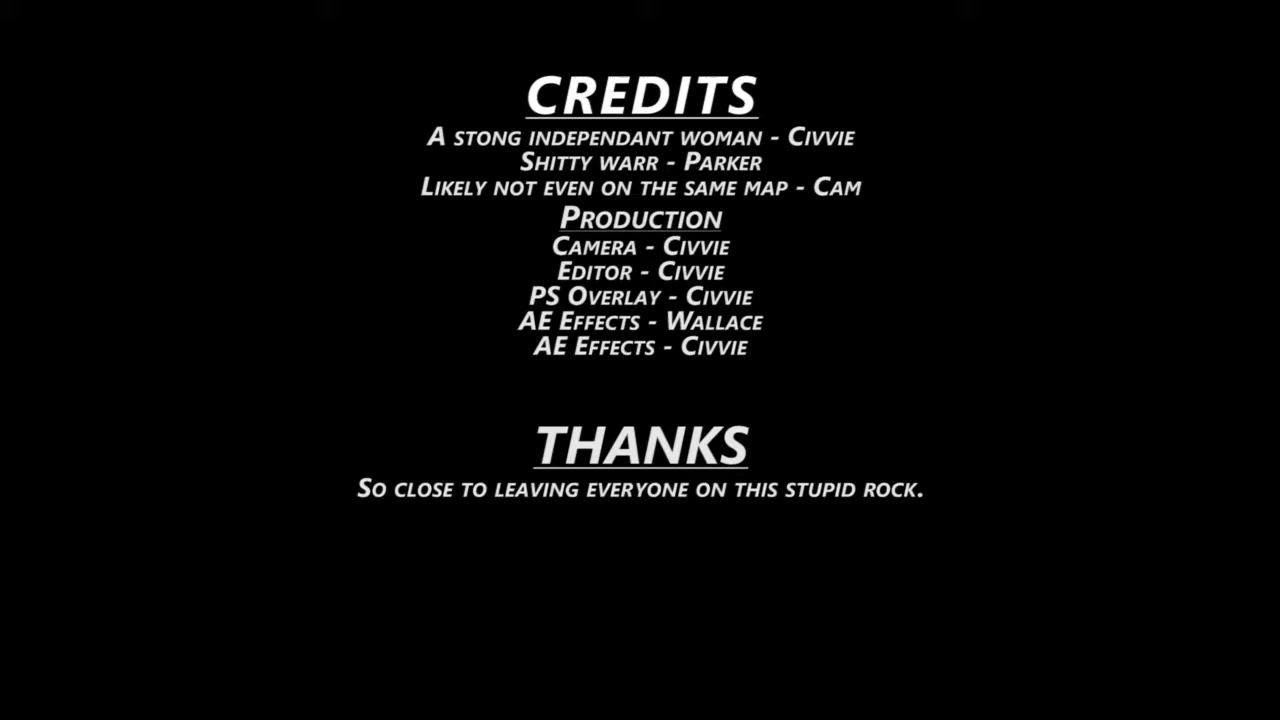 CREDITS
A STONG INDEPENDANT WOMAN - CIVVIE
SHITTY WARR - PARKER
LIKELY NOT EVEN ON THE SAME MAP - CAM
PRODUCTION
CAMERA - CIVVIE
EDITOR - CIVVIE
PS OVERLAY - CIVVIE
AE EFFECTS - WALLACE
AE EFFECTS - CIVVIE
THANKS
SO CLOSE TO LEAVING EVERYONE ON THIS STUPID ROCK.